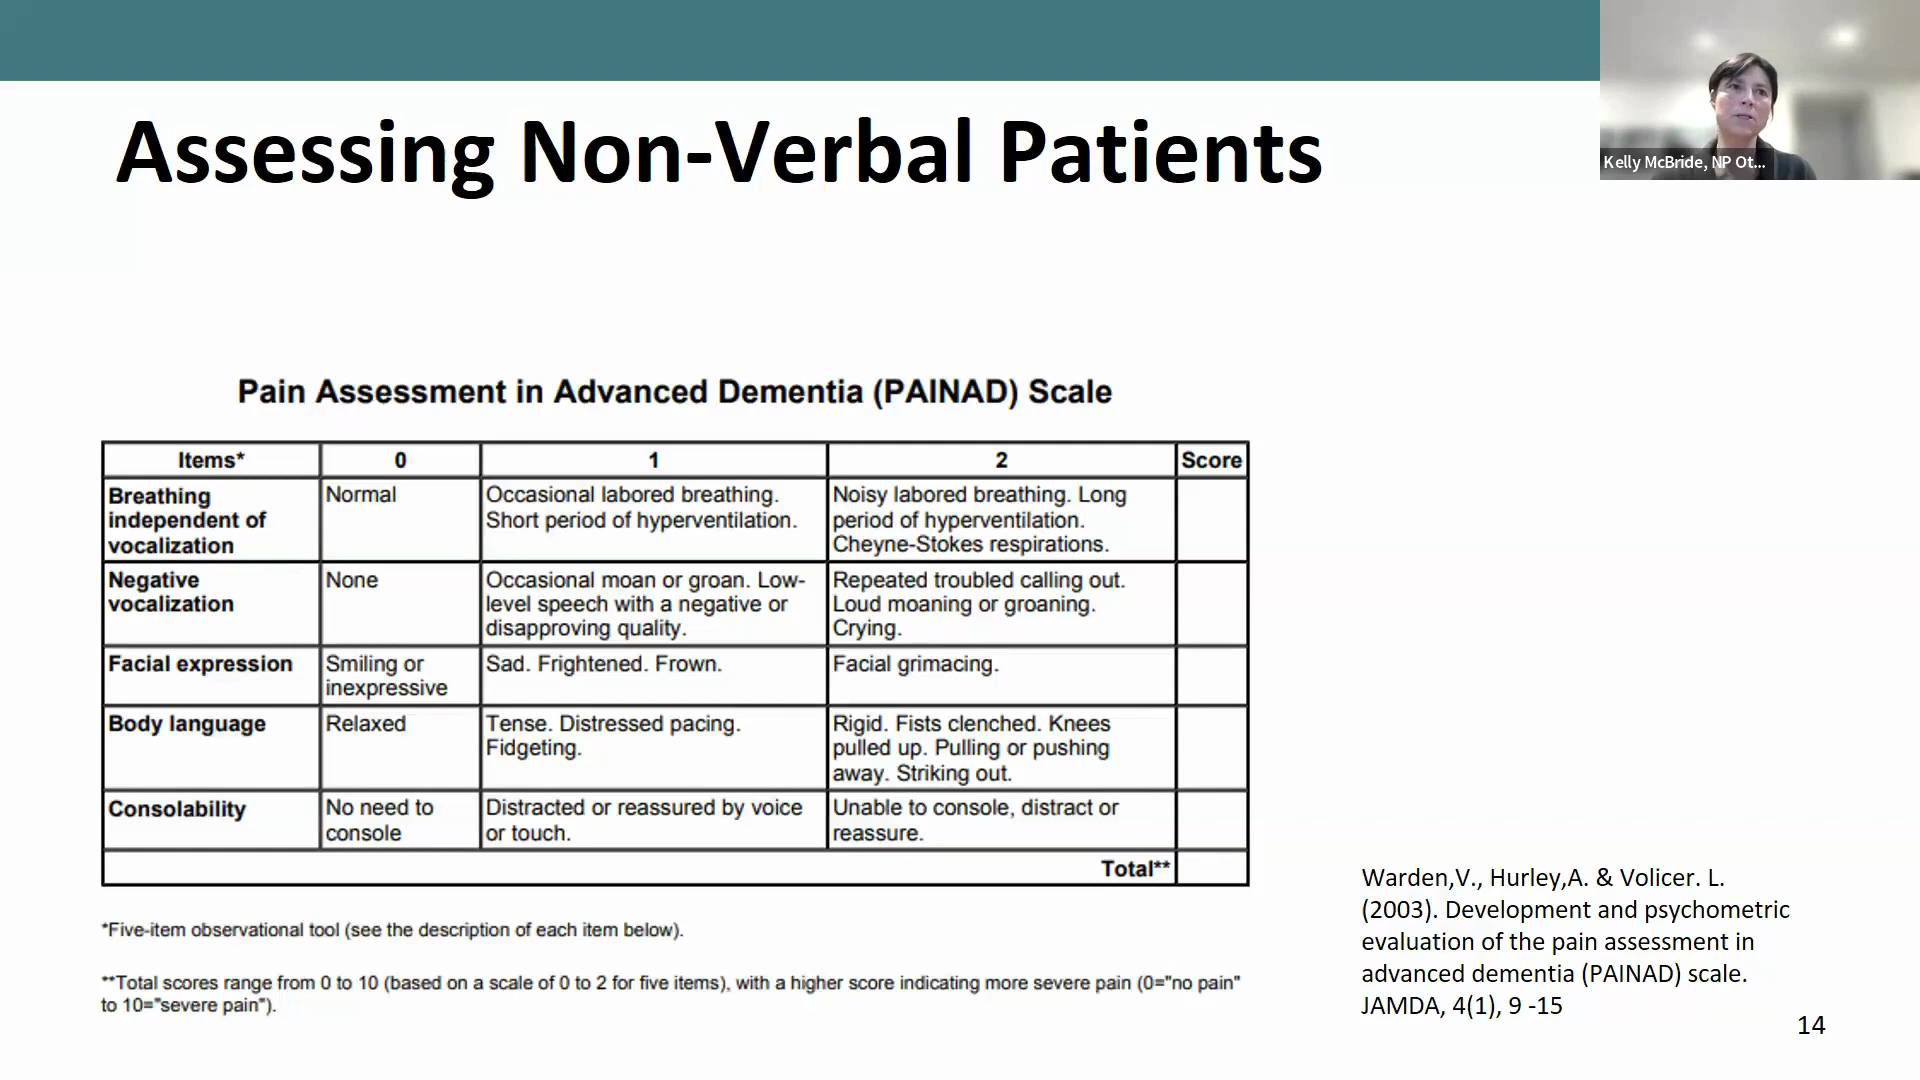 Assessing Non-Verbal Patients
Kelly McBride, NP Ot...
Pain Assessment in Advanced Dementia (PAINAD) Scale
Items* 0 1 2 Score
Breathing independent of vocalization
Normal
Occasional labored breathing.
Short period of hyperventilation.
Noisy labored breathing. Long
period of hyperventilation.
Cheyne-Stokes respirations.
Negative
vocalization
None
Occasional moan or groan. Low-
level speech with a negative or
disapproving quality.
Repeated troubled calling out.
Loud moaning or groaning.
Crying.
Facial expression
Smiling or
inexpressive
Sad. Frightened. Frown.
Facial grimacing.
Body language
Relaxed
Tense. Distressed pacing.
Fidgeting.
Rigid. Fists clenched. Knees
pulled up. Pulling or pushing
away. Striking out.
Consolability
No need to
console
Distracted or reassured by voice
or touch.
Unable to console, distract or
reassure.
Total**
*Five-item observational tool (see the description of each item below).
**Total scores range from 0 to 10 (based on a scale of 0 to 2 for five items), with a higher score indicating more severe pain (0="no pain"
to 10="severe pain").
Warden,V., Hurley,A. & Volicer. L.
(2003). Development and psychometric
evaluation of the pain assessment in
advanced dementia (PAINAD) scale.
JAMDA, 4(1), 9 -15
14